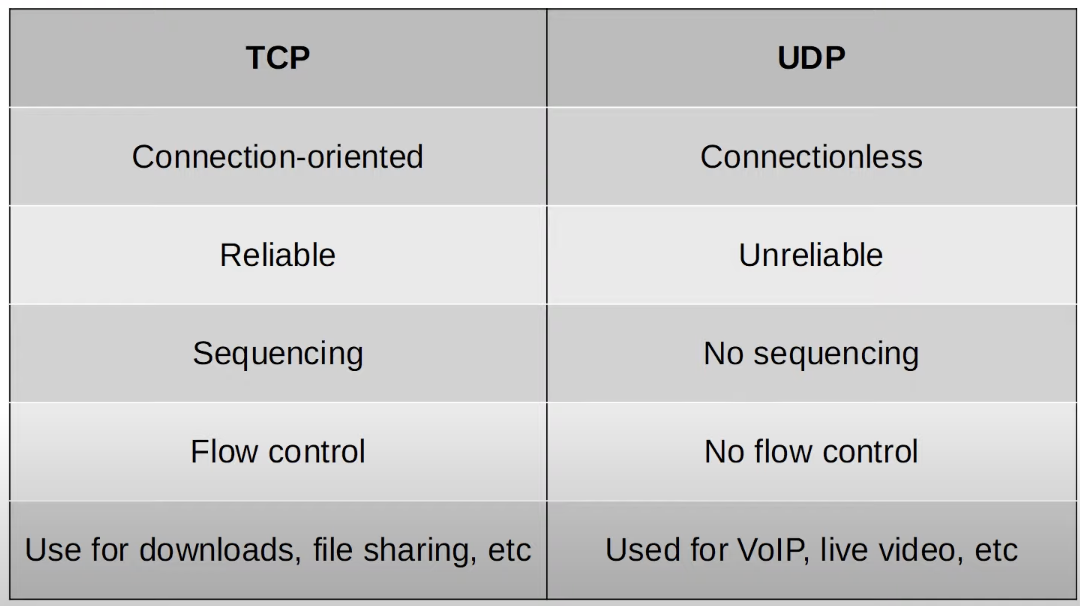 TCP
UDP
Connection-oriented
Connectionless
Reliable
Unreliable
Sequencing
No sequencing
Flow control
No flow control
Use for downloads, file sharing, etc
Used for VoIP, live video, etc